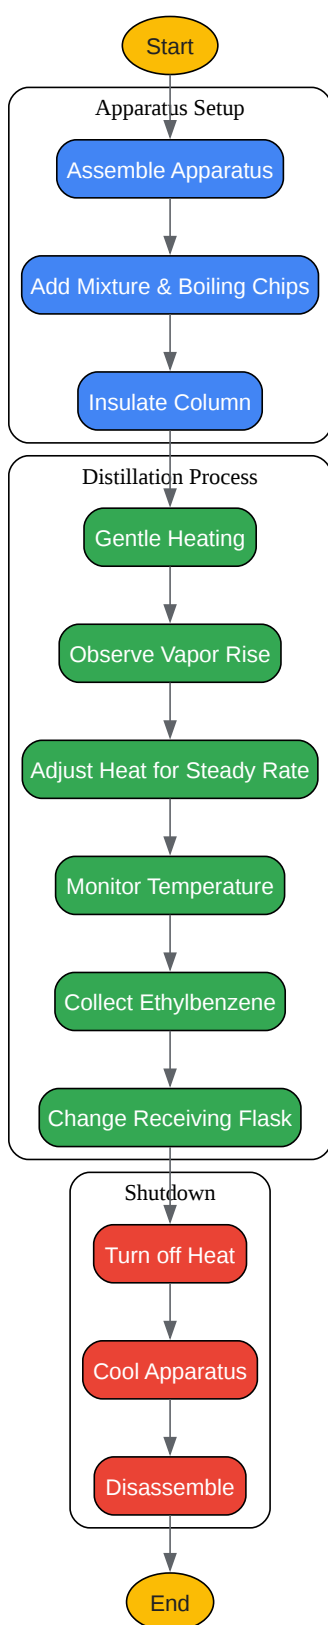 Start
Apparatus Setup
Assemble Apparatus
Add Mixture & Boiling Chips
Insulate Column
Distillation Process
Gentle Heating
Observe Vapor Rise
Adjust Heat for Steady Rate
Monitor Temperature
Collect Ethylbenzene
Change Receiving Flask
Shutdown
Turn off Heat
Cool Apparatus
Disassemble
End